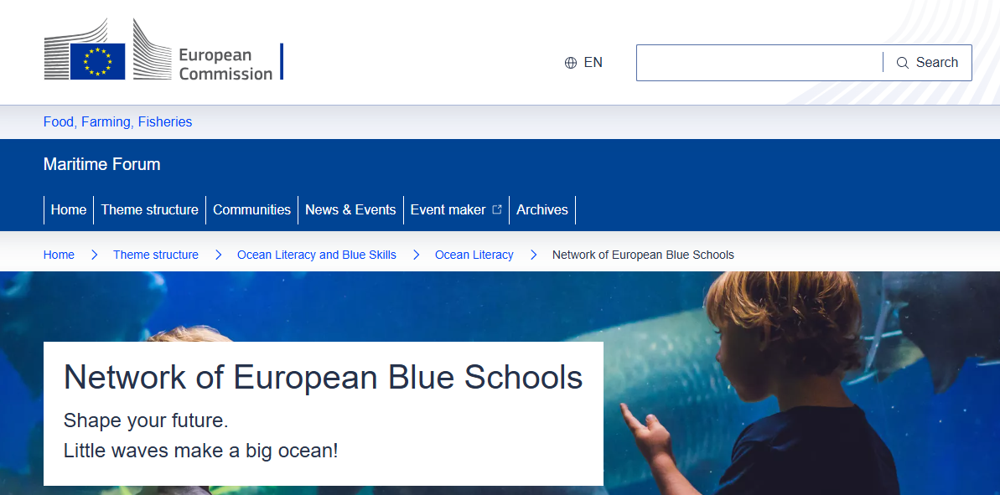 European
Commission
EN
Search
Food, Farming, Fisheries
Maritime Forum
Home Theme structure Communities News & Events Event maker Archives
Home Theme structure Ocean Literacy and Blue Skills Ocean Literacy Network of European Blue Schools
Network of European Blue Schools
Shape your future.
Little waves make a big ocean!